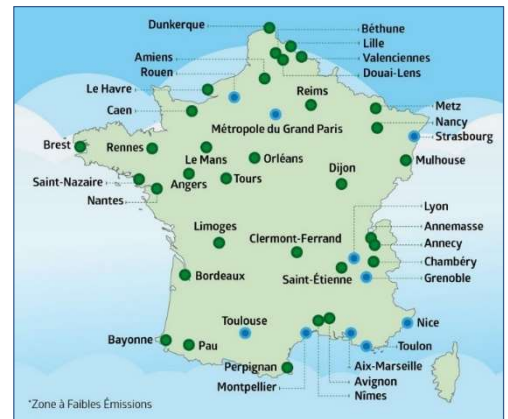 Dunkerque
Béthune
Lille
Amiens
Valenciennes
Rouen
Douai-Lens
Le Havre
Reims
Caen
Metz
Métropole du Grand Paris
Nancy
Strasbourg
Brest
Rennes
Le Mans
Orléans
Mulhouse
Dijon
Saint-Nazaire
Angers
Tours
Nantes
Lyon
Annemasse
Limoges
Clermont-Ferrand
Annecy
Chambéry
Bordeaux
Saint-Étienne
Grenoble
Toulouse
Nice
Bayonne
Pau
Toulon
Perpignan
Aix-Marseille
Montpellier
Avignon
Nîmes
*Zone à Faibles Émissions